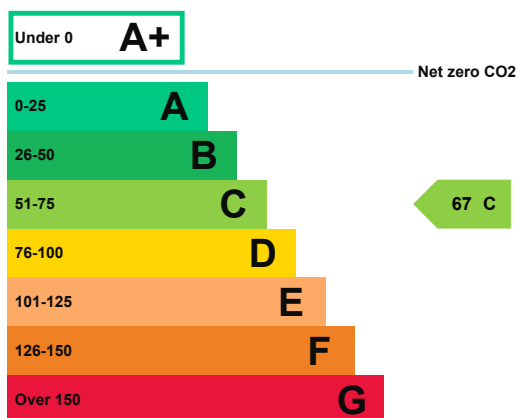 Under 0 A+
Net zero CO2
0-25 A
26-50 B
51-75 C
67 C
76-100 D
101-125 E
126-150 F
Over 150 G